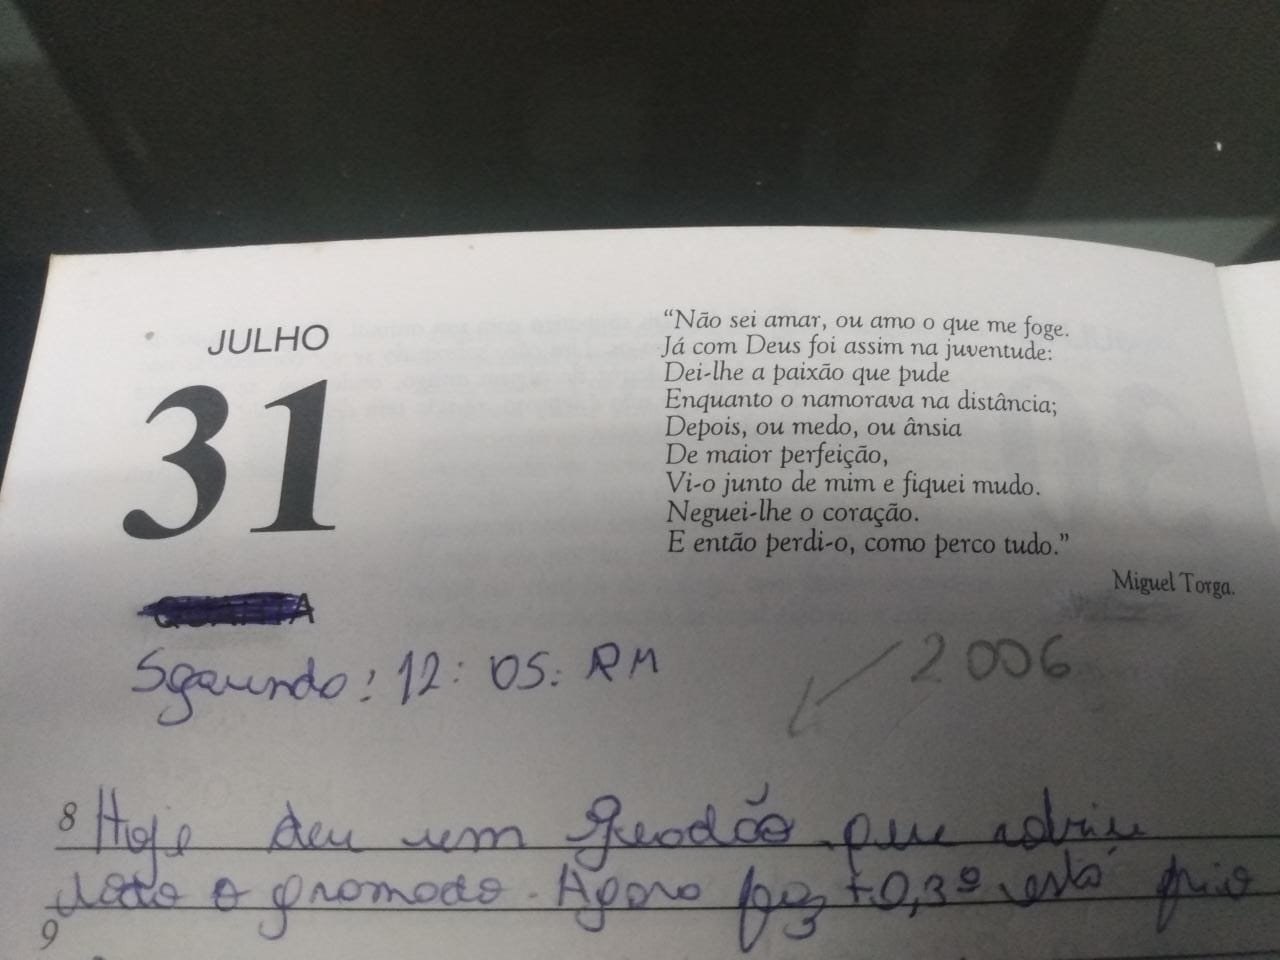 JULHO
31
"Não sei amar, ou amo o que me foge.
Já com Deus foi assim na juventude:
Dei-lhe a paixão que pude
Enquanto o namorava na distância;
Depois, ou medo, ou ânsia
De maior perfeição,
Vi-o junto de mim e fiquei mudo.
Neguei-lhe o coração.
E então perdi-o, como perco tudo."
Miguel Torga.
12: 05:
2006
8 Hoje deu um geadão que cobriu
todo o gramado. Agora faz +0,3º está frio
9